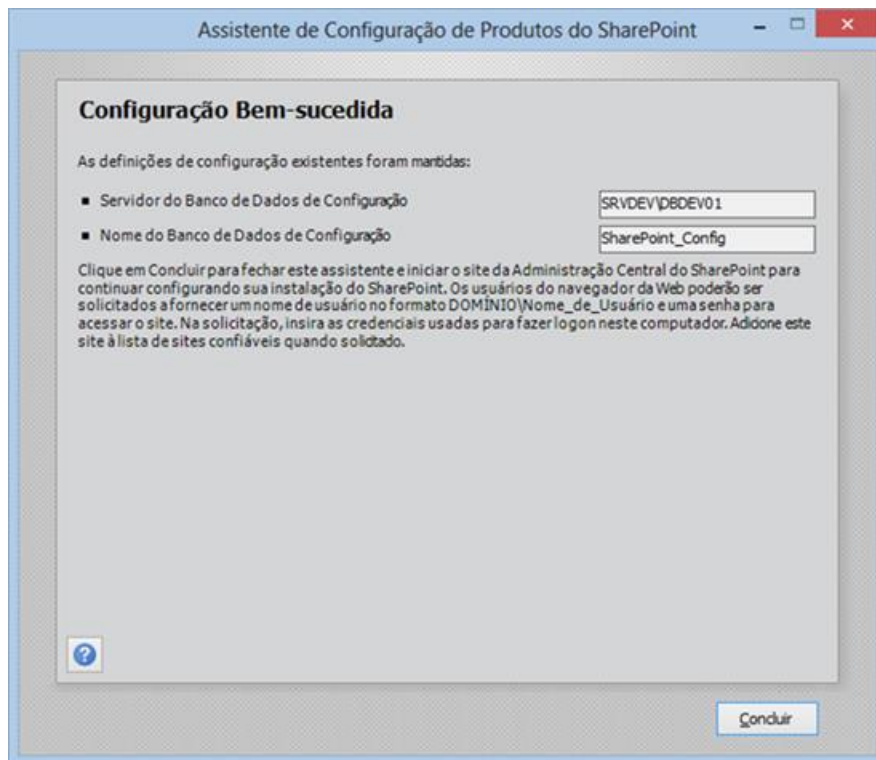 Assistente de Configuração de Produtos do SharePoint
Configuração Bem-sucedida
As definições de configuração existentes foram mantidas:
Servidor do Banco de Dados de Configuração
SRVDEV\DBDEV01
Nome do Banco de Dados de Configuração
SharePoint_Config
Clique em Concluir para fechar este assistente e iniciar o site da Administração Central do SharePoint para
continuar configurando sua instalação do SharePoint. Os usuários do navegador da Web poderão ser
solicitados a fornecer um nome de usuário no formato DOMÍNIO\Nome_de_Usuário e uma senha para
acessar o site. Na solicitação, insira as credenciais usadas para fazer logon neste computador. Adicione este
site à lista de sites confiáveis quando solicitado.
?
Concluir